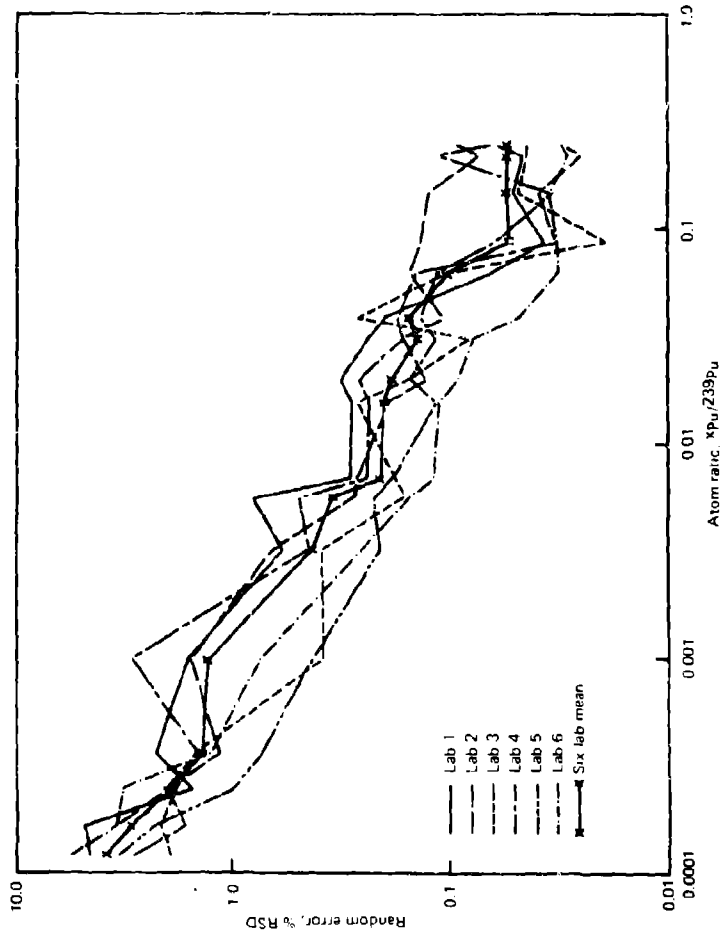 Random error, % RSD
10.0
1.0
0.1
0.01
0.0001
0.001
0.01
0.1
1.0
Atom ratio, ˣPu/239Pu
Lab 1
Lab 2
Lab 3
Lab 4
Lab 5
Lab 6
Six lab mean